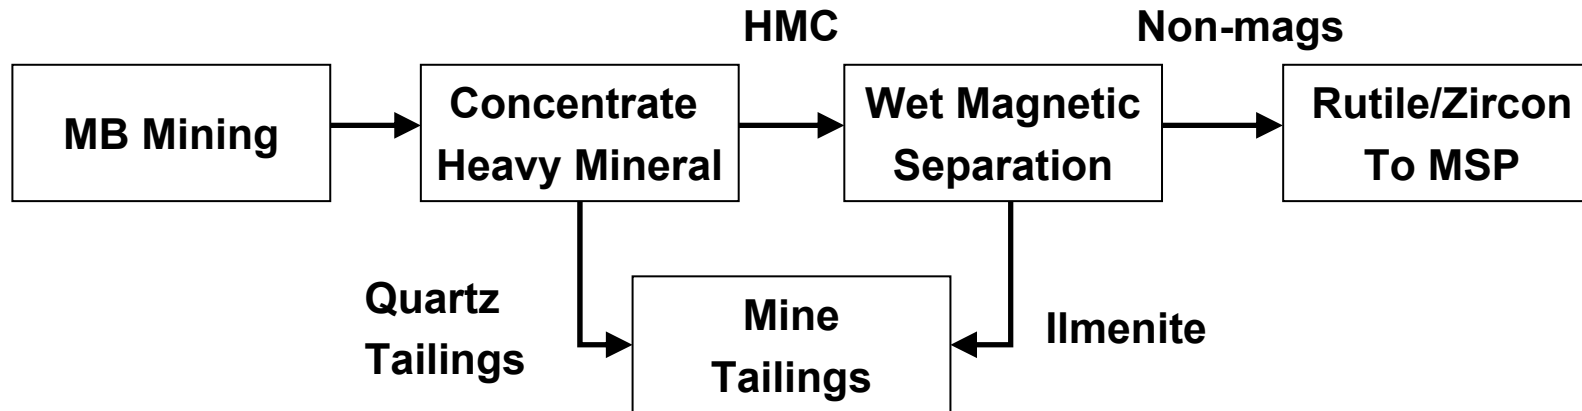 HMC
Non-mags
MB Mining
Concentrate
Heavy Mineral
Wet Magnetic
Separation
Rutile/Zircon
To MSP
Quartz
Tailings
Mine
Tailings
Ilmenite